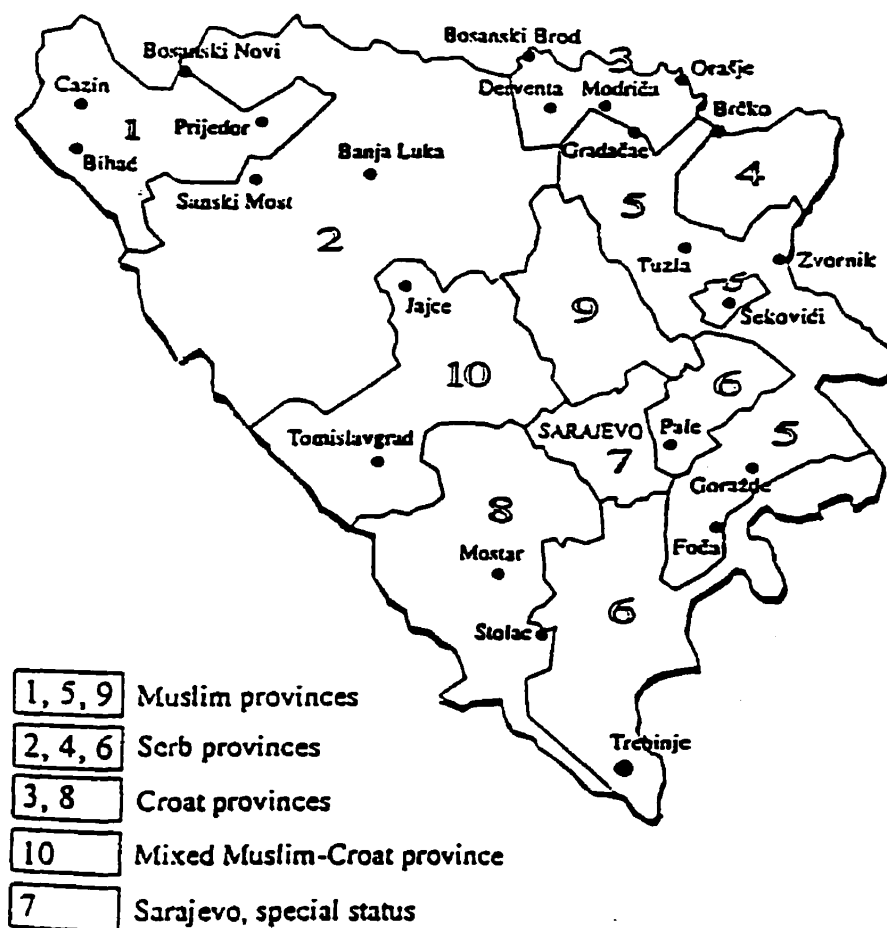 Bosanski Brod
3
Bosanski Novi
Orašje
Cazin
Derventa
Modriča
Brčko
1
Prijedor
Gradačac
Bihać
Banja Luka
4
Sanski Most
5
2
Tuzla
Zvornik
5
Jajce
9
Šekovići
10
6
SARAJEVO
Pale
5
Tomislavgrad
7
Goražde
8
Foča
Mostar
6
Stolac
1, 5, 9 Muslim provinces
2, 4, 6 Serb provinces
Trebinje
3, 8 Croat provinces
10 Mixed Muslim-Croat province
7 Sarajevo, special status